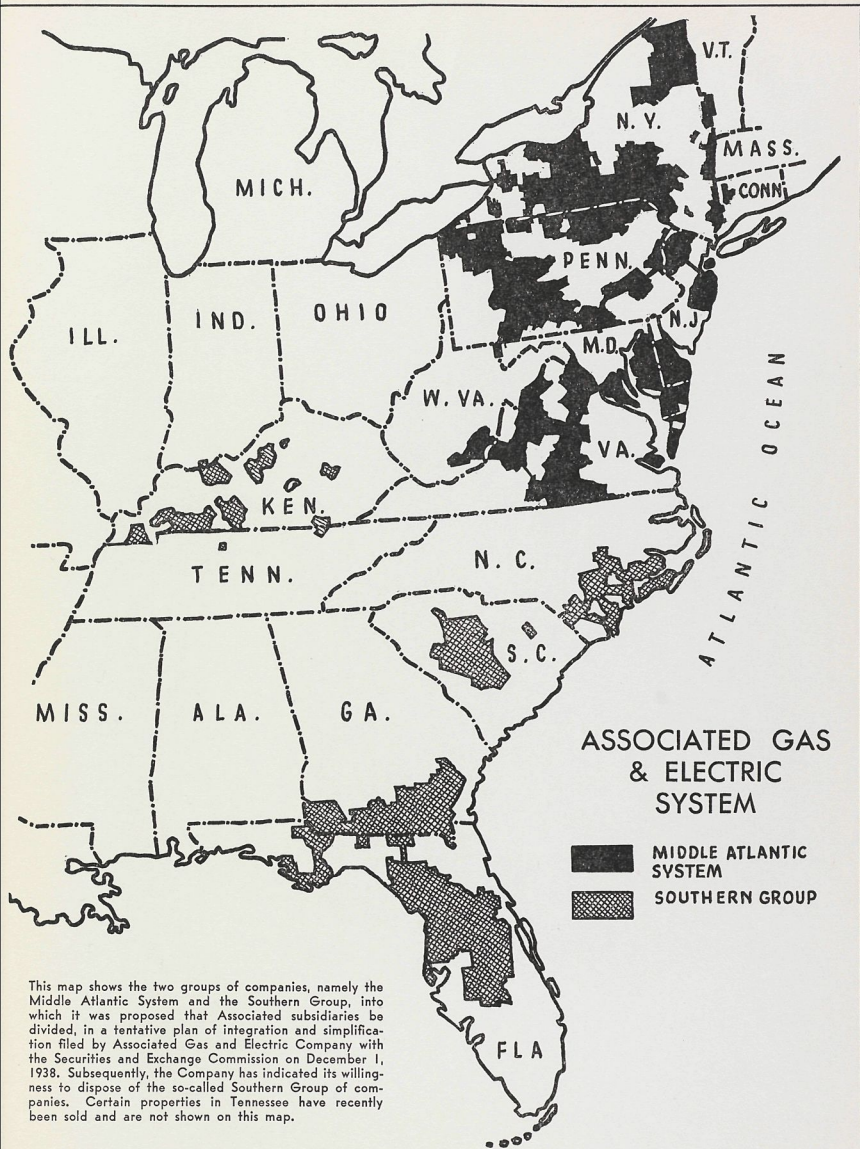 V.T.
N.Y.
MASS.
CONN.
MICH.
PENN.
ILL.
IND.
OHIO
N.J.
M.D.
W.VA.
VA.
KEN.
TENN.
N.C.
S.C.
MISS.
ALA.
GA.
FLA
ATLANTIC OCEAN
ASSOCIATED GAS
& ELECTRIC
SYSTEM
MIDDLE ATLANTIC
SYSTEM
SOUTHERN GROUP
This map shows the two groups of companies, namely the
Middle Atlantic System and the Southern Group, into
which it was proposed that Associated subsidiaries be
divided, in a tentative plan of integration and simplifica-
tion filed by Associated Gas and Electric Company with
the Securities and Exchange Commission on December 1,
1938. Subsequently, the Company has indicated its willing-
ness to dispose of the so-called Southern Group of com-
panies. Certain properties in Tennessee have recently
been sold and are not shown on this map.